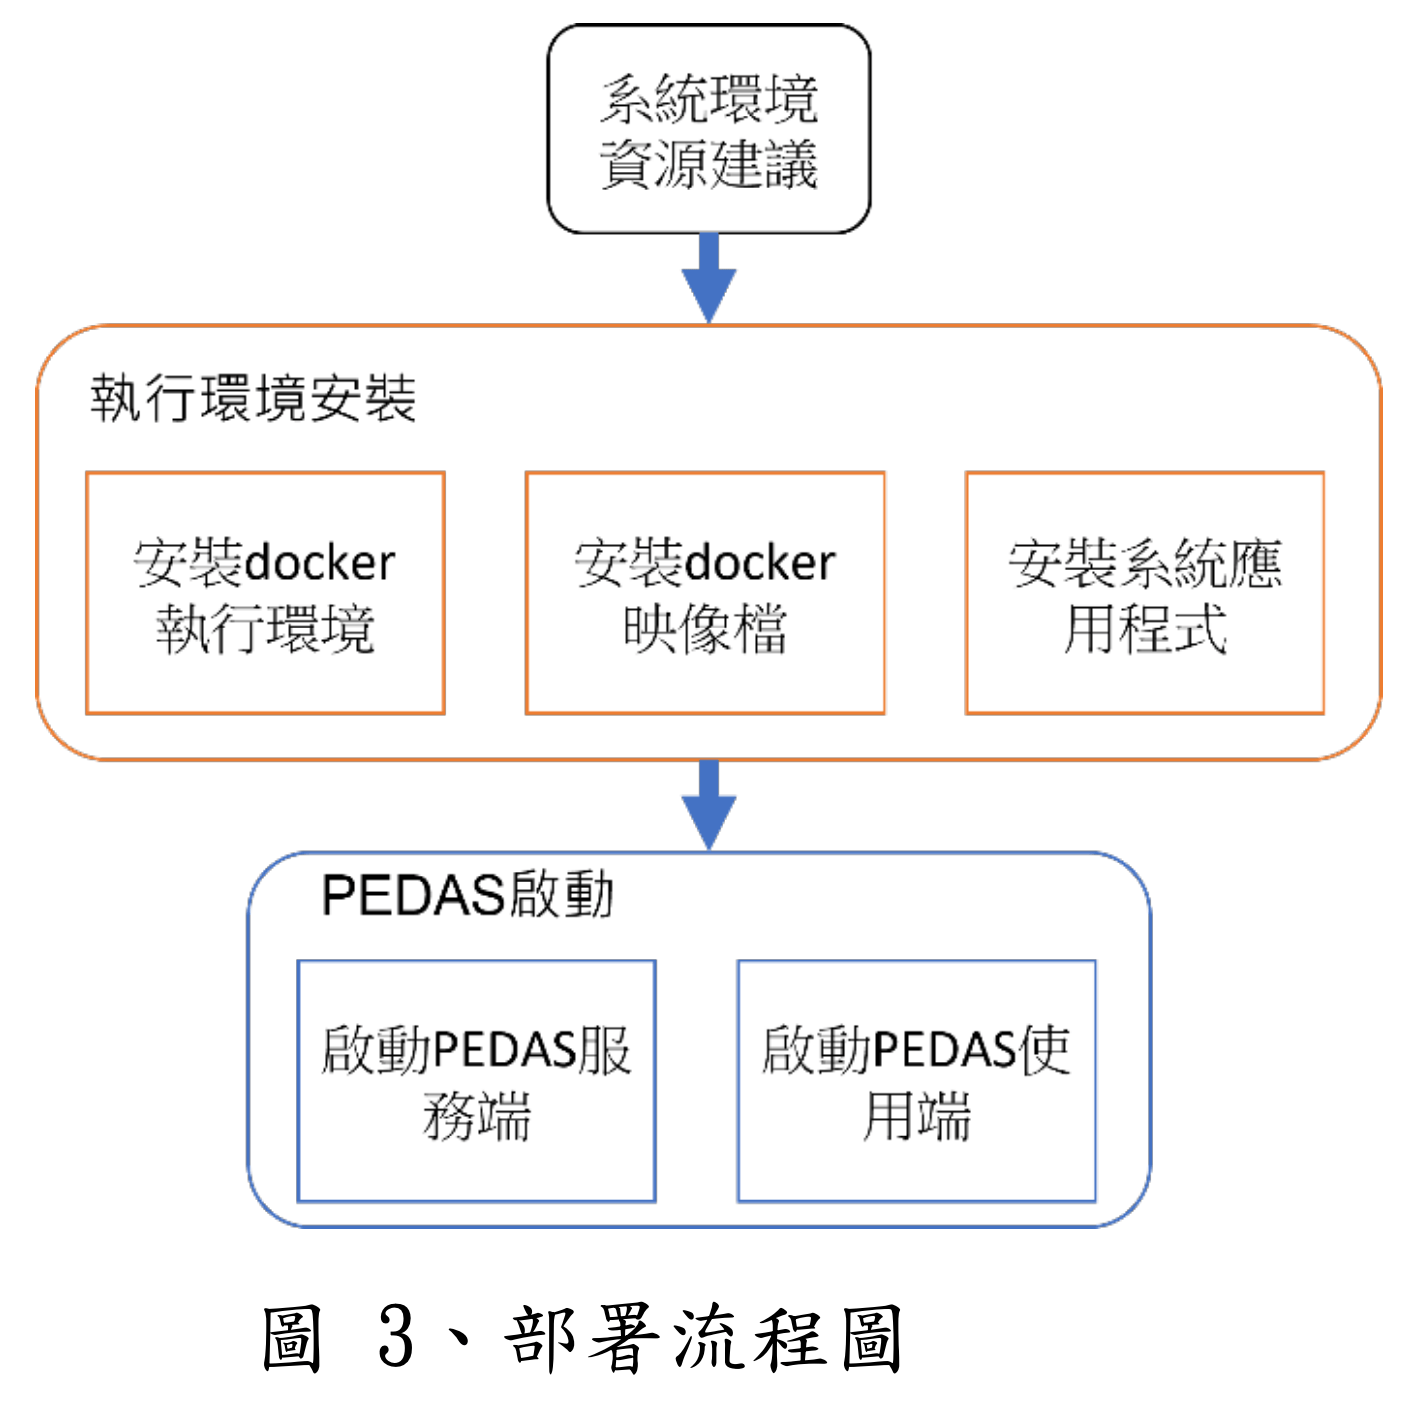 系統環境
資源建議
執行環境安裝
安裝docker
執行環境
安裝docker
映像檔
安裝系統應
用程式
PEDAS啟動
啟動PEDAS服
務端
啟動PEDAS使
用端
圖 3、部署流程圖